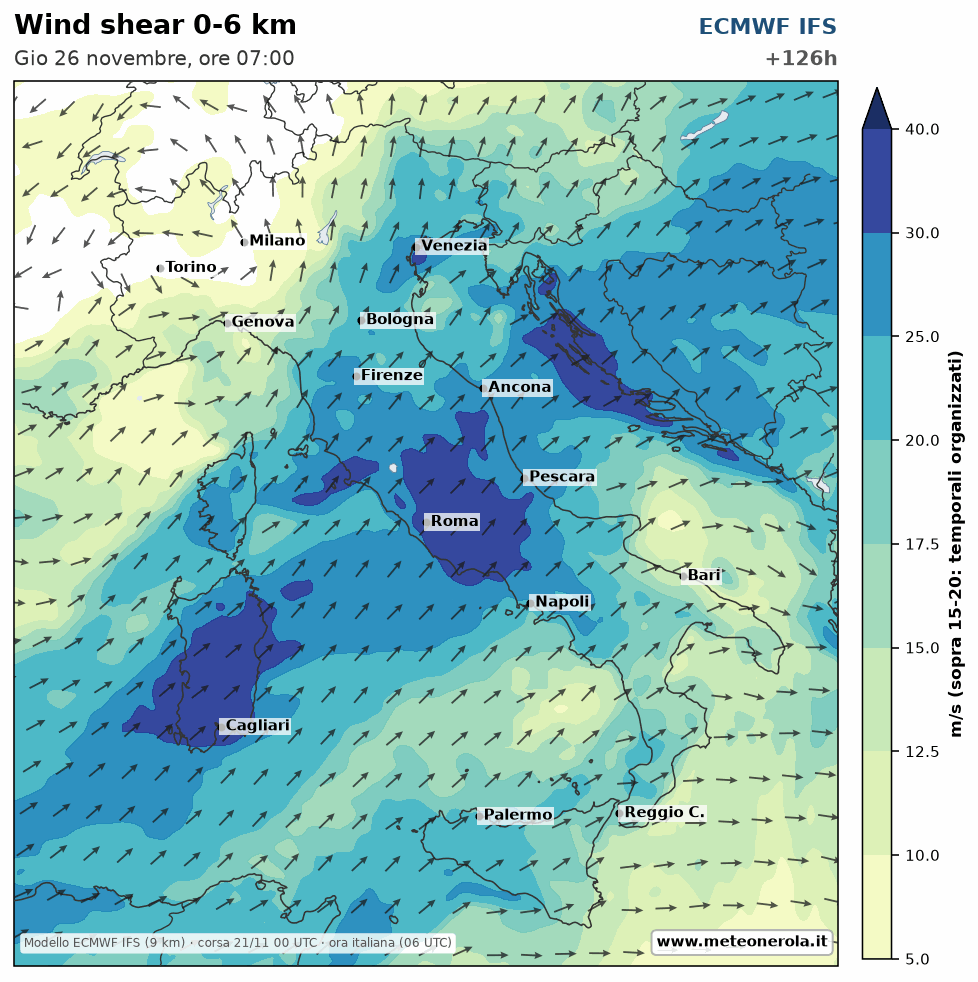 Wind shear 0-6 km
ECMWF IFS
Gio 26 novembre, ore 07:00
+126h
Milano
Venezia
Torino
Genova
Bologna
Firenze
Ancona
Pescara
Roma
Bari
Napoli
Cagliari
Palermo
Reggio C.
40.0
30.0
25.0
20.0
17.5
15.0
12.5
10.0
5.0
m/s (sopra 15-20: temporali organizzati)
Modello ECMWF IFS (9 km) · corsa 21/11 00 UTC · ora italiana (06 UTC)
www.meteonerola.it